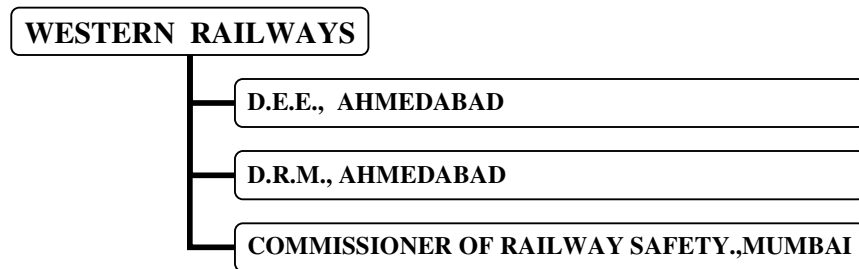 WESTERN RAILWAYS
D.E.E., AHMEDABAD
D.R.M., AHMEDABAD
COMMISSIONER OF RAILWAY SAFETY.,MUMBAI